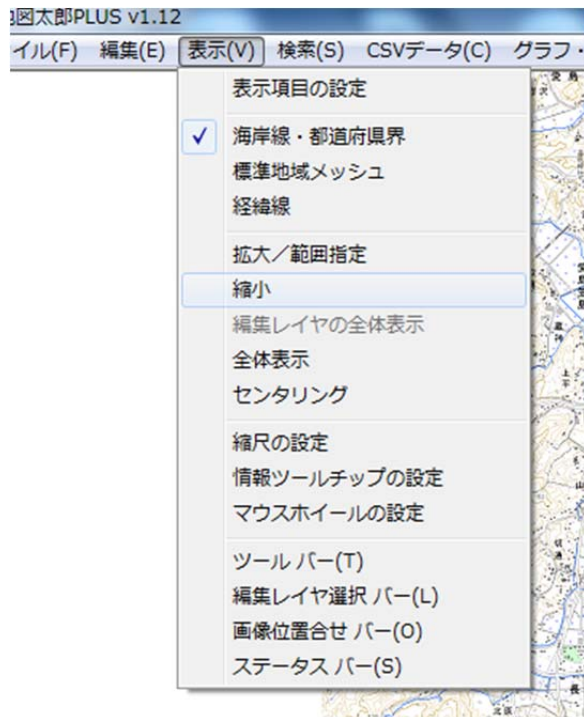 図太郎PLUS v1.12
イル(F) 編集(E) 表示(V) 検索(S) CSVデータ(C) グラフ・
表示項目の設定
海岸線・都道府県界
標準地域メッシュ
経緯線
拡大／範囲指定
縮小
編集レイヤの全体表示
全体表示
センタリング
縮尺の設定
情報ツールチップの設定
マウスホイールの設定
ツール バー(T)
編集レイヤ選択 バー(L)
画像位置合せ バー(O)
ステータス バー(S)